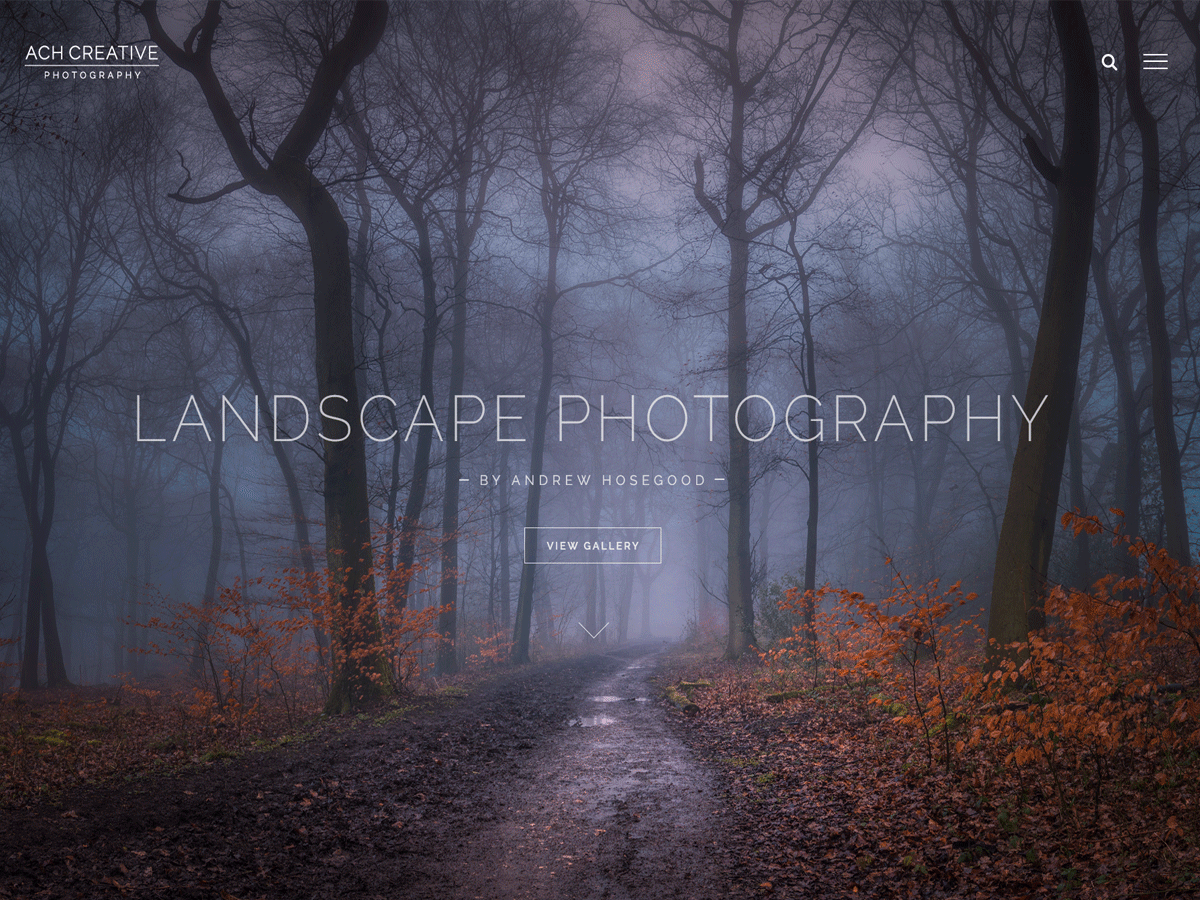 ACH CREATIVE
PHOTOGRAPHY
LANDSCAPE PHOTOGRAPHY
– BY ANDREW HOSEGOOD –
VIEW GALLERY